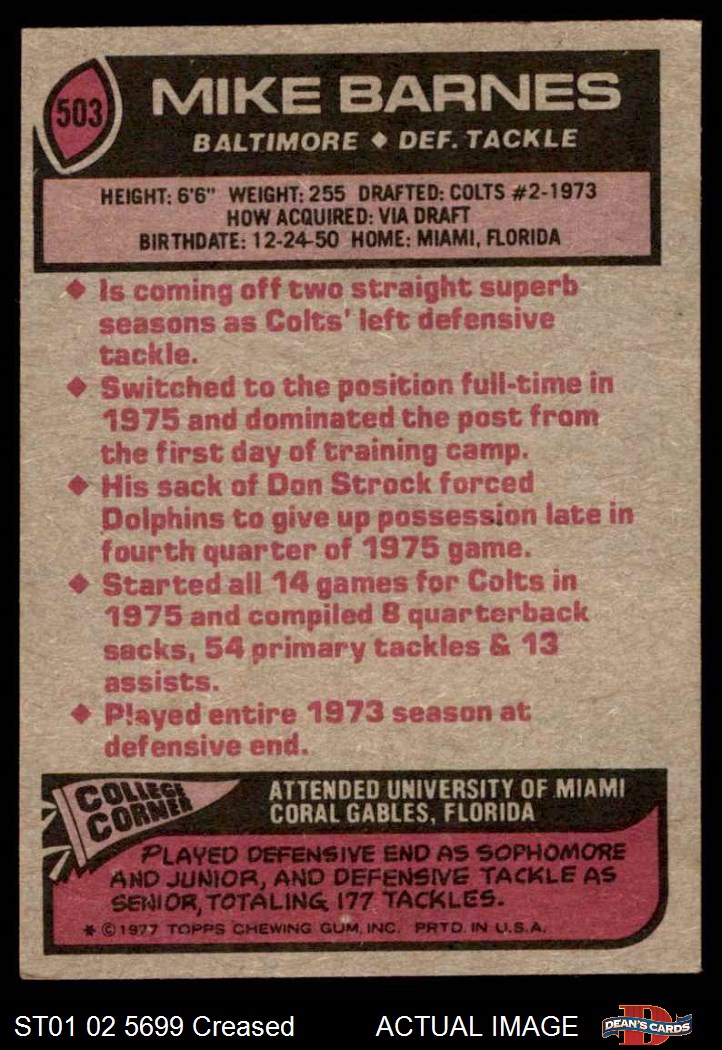 503
MIKE BARNES
BALTIMORE ◆ DEF. TACKLE
HEIGHT: 6'6" WEIGHT: 255 DRAFTED: COLTS #2-1973
HOW ACQUIRED: VIA DRAFT
BIRTHDATE: 12-24-50 HOME: MIAMI, FLORIDA
◆ Is coming off two straight superb
seasons as Colts' left defensive
tackle.
◆ Switched to the position full-time in
1975 and dominated the post from
the first day of training camp.
◆ His sack of Don Strock forced
Dolphins to give up possession late in
fourth quarter of 1975 game.
◆ Started all 14 games for Colts in
1975 and compiled 8 quarterback
sacks, 54 primary tackles & 13
assists.
◆ Played entire 1973 season at
defensive end.
COLLEGE
CORNER
ATTENDED UNIVERSITY OF MIAMI
CORAL GABLES, FLORIDA
PLAYED DEFENSIVE END AS SOPHOMORE
AND JUNIOR, AND DEFENSIVE TACKLE AS
SENIOR, TOTALING 177 TACKLES.
* © 1977 TOPPS CHEWING GUM, INC. PRTD. IN U.S.A.
ST01 02 5699 Creased ACTUAL IMAGE
D
DEAN'S CARDS